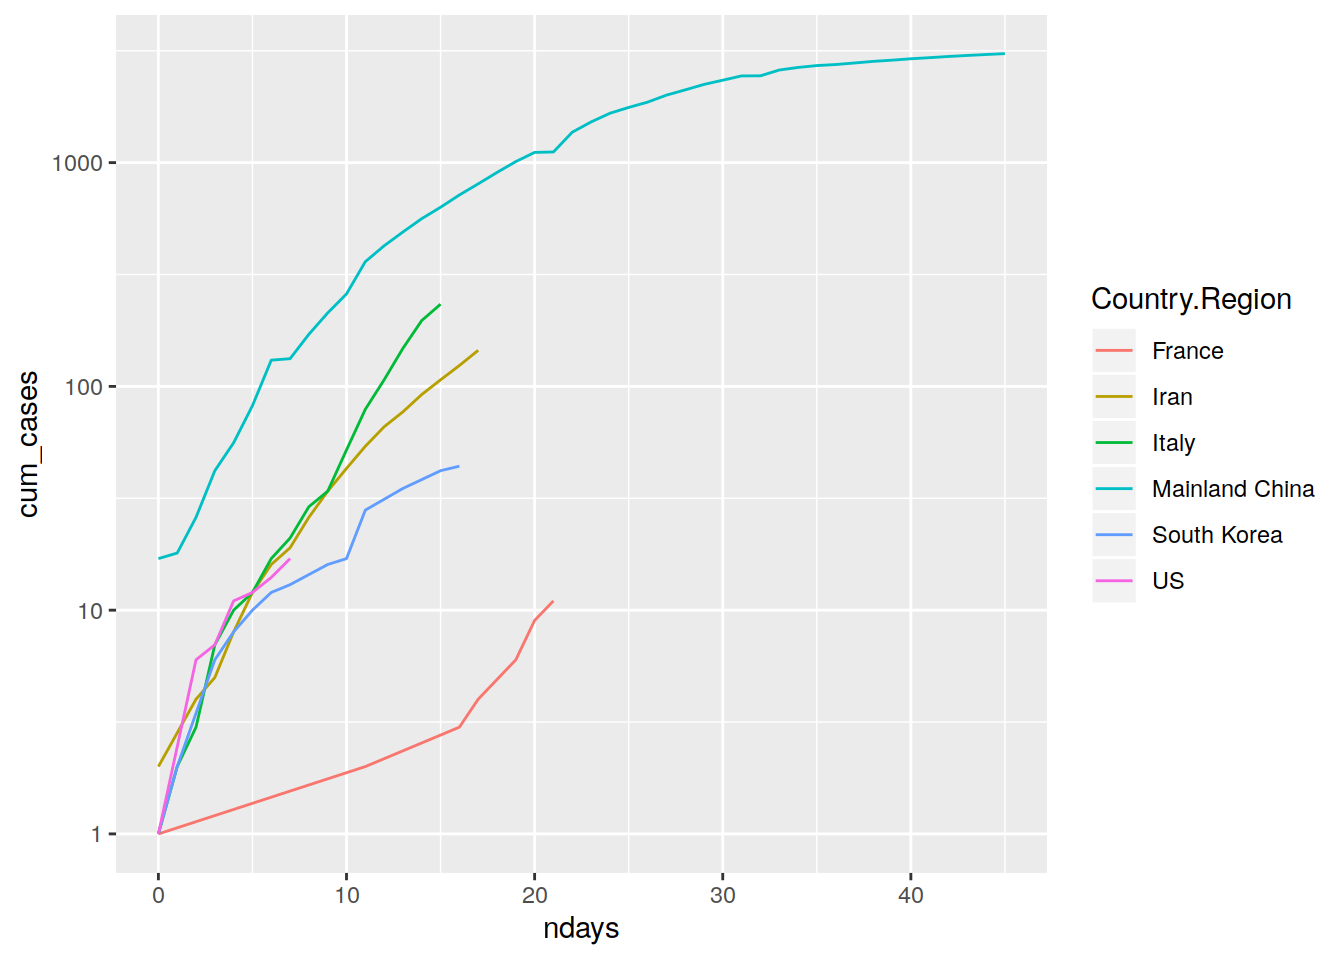 cum_cases
1000
100
10
1
0 10 20 30 40
ndays
Country.Region
France
Iran
Italy
Mainland China
South Korea
US